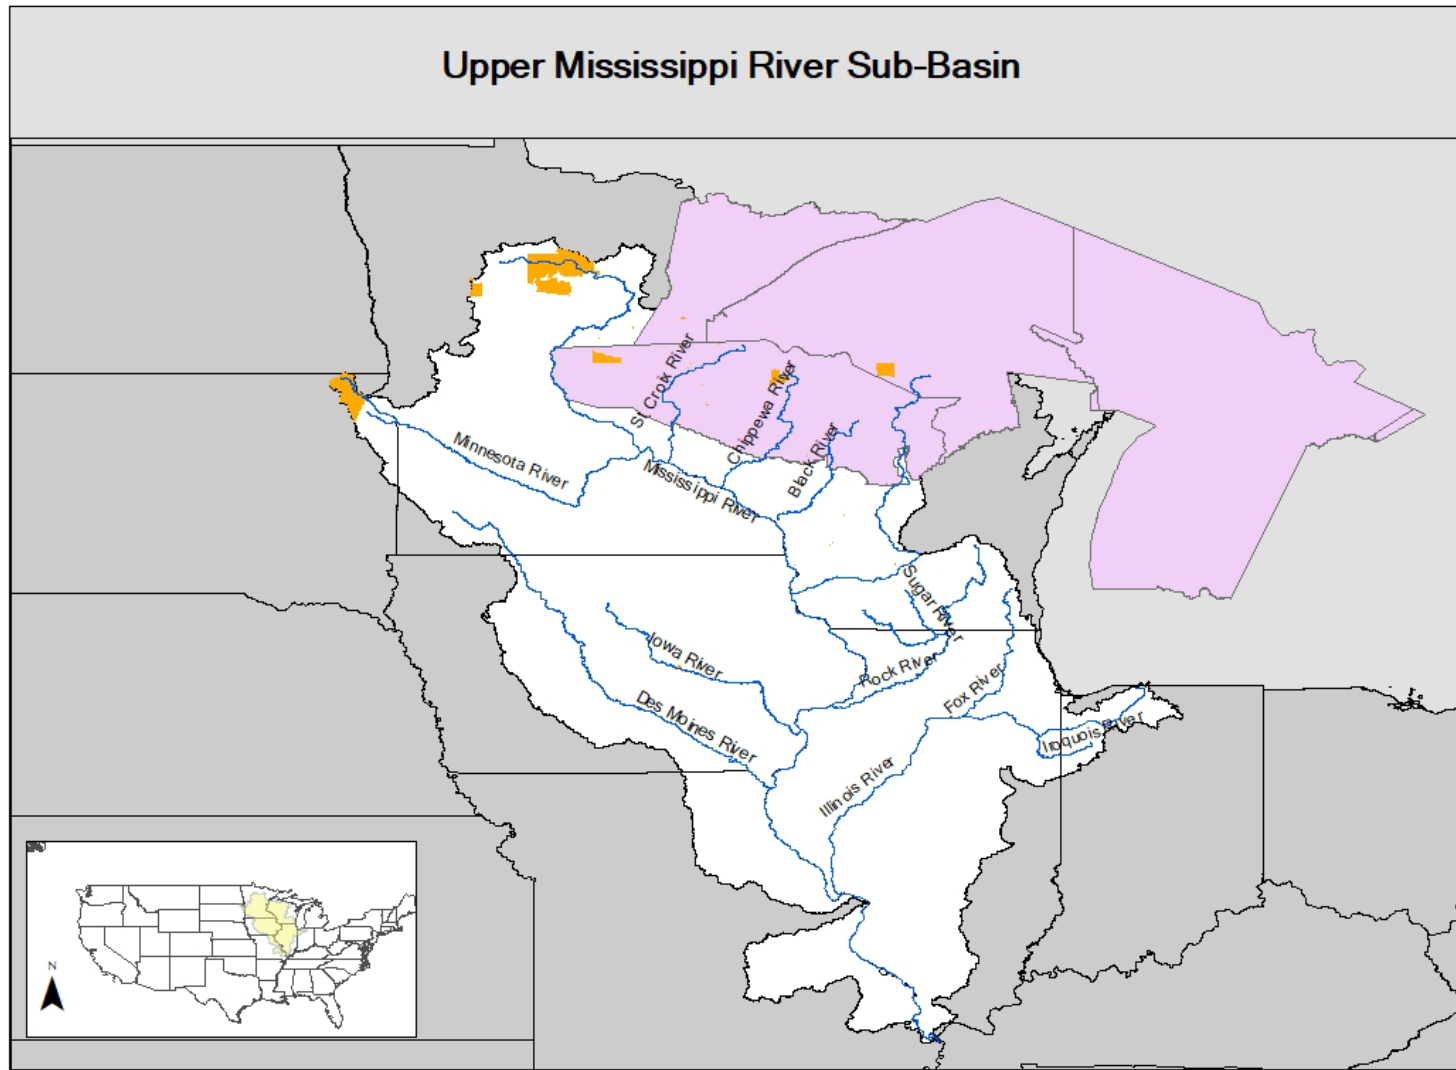 Upper Mississippi River Sub-Basin
St Croix River
Chippewa River
Black River
Minnesota River
Mississippi River
Sugar River
Iowa River
Rock River
Fox River
Des Moines River
Iroquois River
Illinois River
N